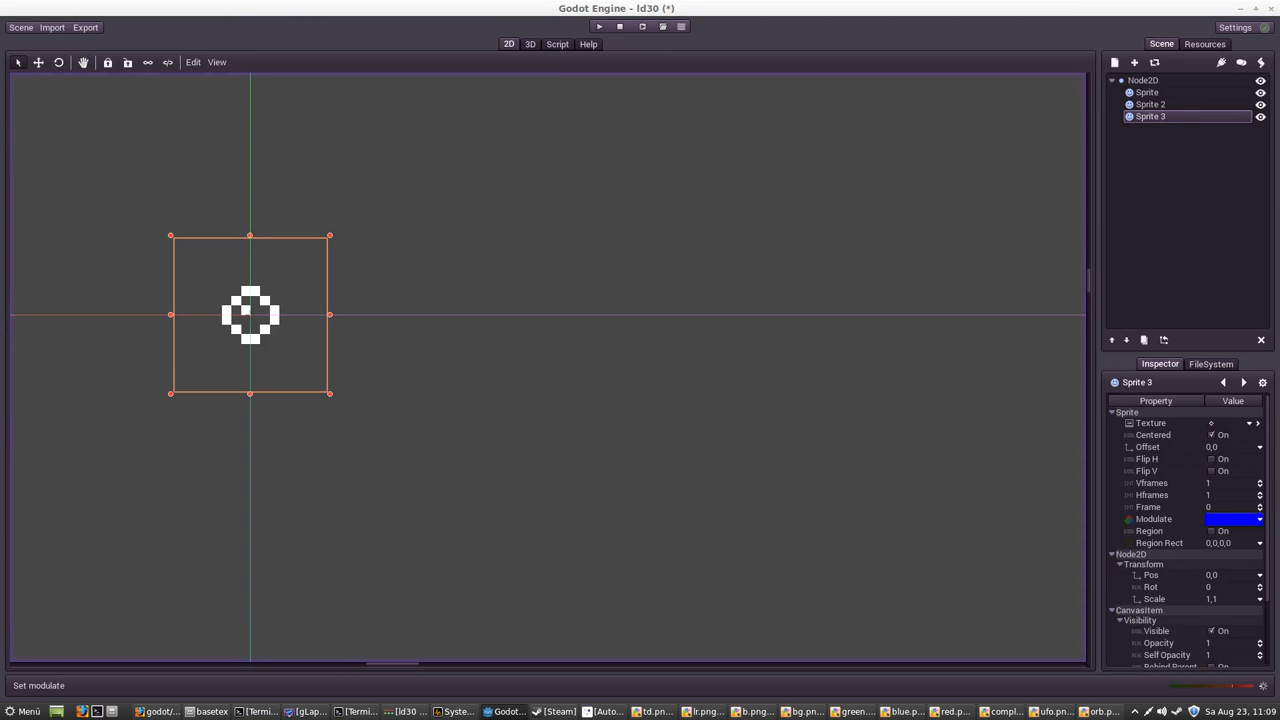 Godot Engine - ld30 (*)
Scene Import Export
Settings
2D 3D Script Help
Scene Resources
Edit View
Node2D
Sprite
Sprite 2
Sprite 3
Inspector FileSystem
Sprite 3
Property Value
Sprite
Texture
Centered On
Offset 0,0
Flip H On
Flip V On
Vframes 1
Hframes 1
Frame 0
Modulate
Region On
Region Rect 0,0,0,0
Node2D
Transform
Pos 0,0
Rot 0
Scale 1,1
CanvasItem
Visibility
Visible On
Opacity 1
Self Opacity 1
Behind Parent On
Set modulate
Menü godot/... basetex [Termi... [gLap... [Termi... [ld30 ... [Syste... Godot... [Steam] [Auto... td.pn... lr.png... b.png... bg.pn... green.... blue.p... red.p... compl... ufo.pn... orb.p... Sa Aug 23, 11:09